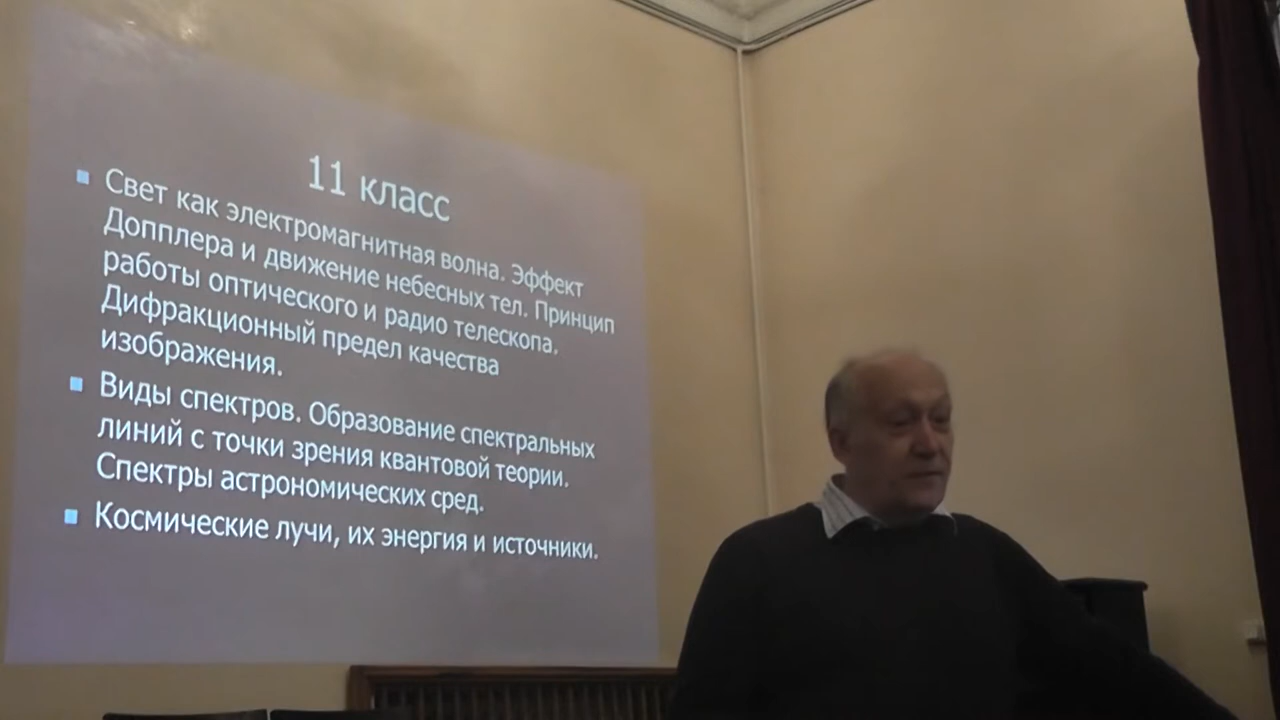 11 класс
Свет как электромагнитная волна. Эффект
Допплера и движение небесных тел. Принцип
работы оптического и радио телескопа.
Дифракционный предел качества
изображения.
Виды спектров. Образование спектральных
линий с точки зрения квантовой теории.
Спектры астрономических сред.
Космические лучи, их энергия и источники.